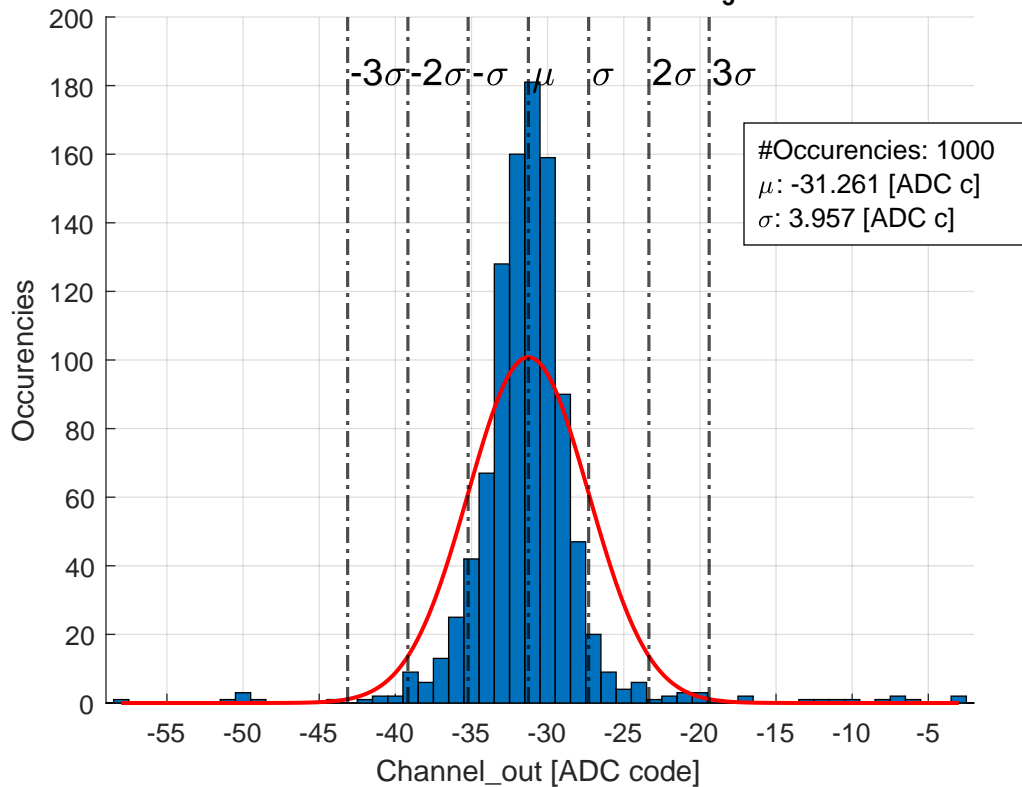 200
180
160
140
120
100
80
60
40
20
0
Occurencies
-3σ -2σ -σ μ σ 2σ 3σ
#Occurencies: 1000
μ: -31.261 [ADC c]
σ: 3.957 [ADC c]
-55 -50 -45 -40 -35 -30 -25 -20 -15 -10 -5
Channel_out [ADC code]